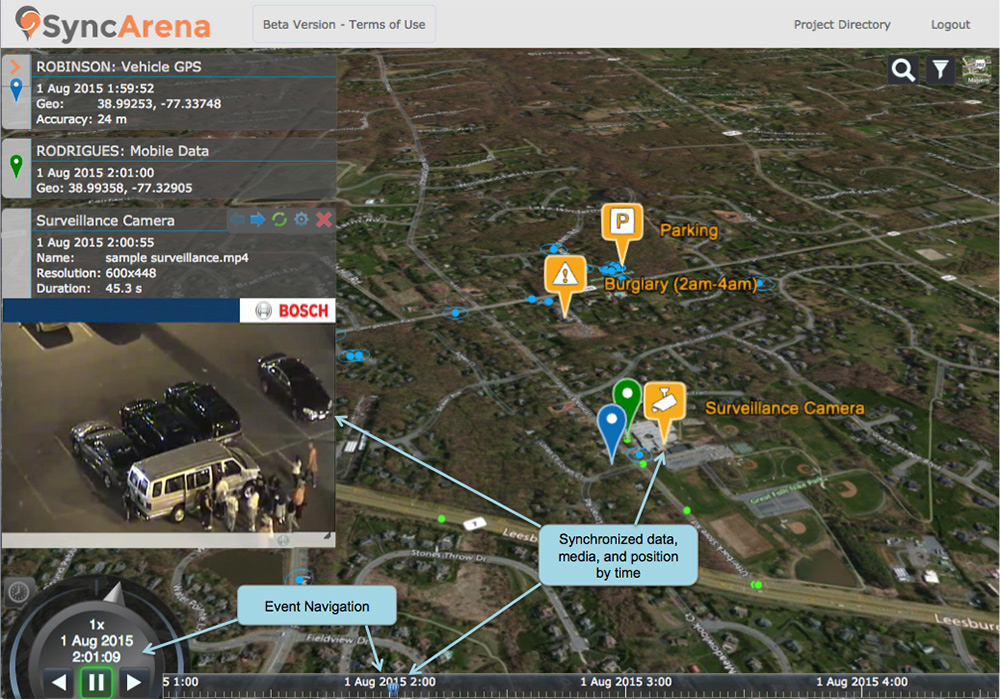 SyncArena
Beta Version - Terms of Use
Project Directory
Logout
ROBINSON: Vehicle GPS
1 Aug 2015 1:59:52
Geo: 38.99253, -77.33748
Accuracy: 24 m
RODRIGUES: Mobile Data
1 Aug 2015 2:01:00
Geo: 38.99358, -77.32905
Surveillance Camera
1 Aug 2015 2:00:55
Name: sample surveillance.mp4
Resolution: 600x448
Duration: 45.3 s
BOSCH
P
Parking
Burglary (2am-4am)
Surveillance Camera
Great Falls
7
Leesb
Stones Throw Dr
Synchronized data,
media, and position
by time
Event Navigation
Fieldview Dr
Leesbur
1x
1 Aug 2015
2:01:09
5 1:00
1 Aug 2015 2:00
1 Aug 2015 3:00
1 Aug 2015 4:00